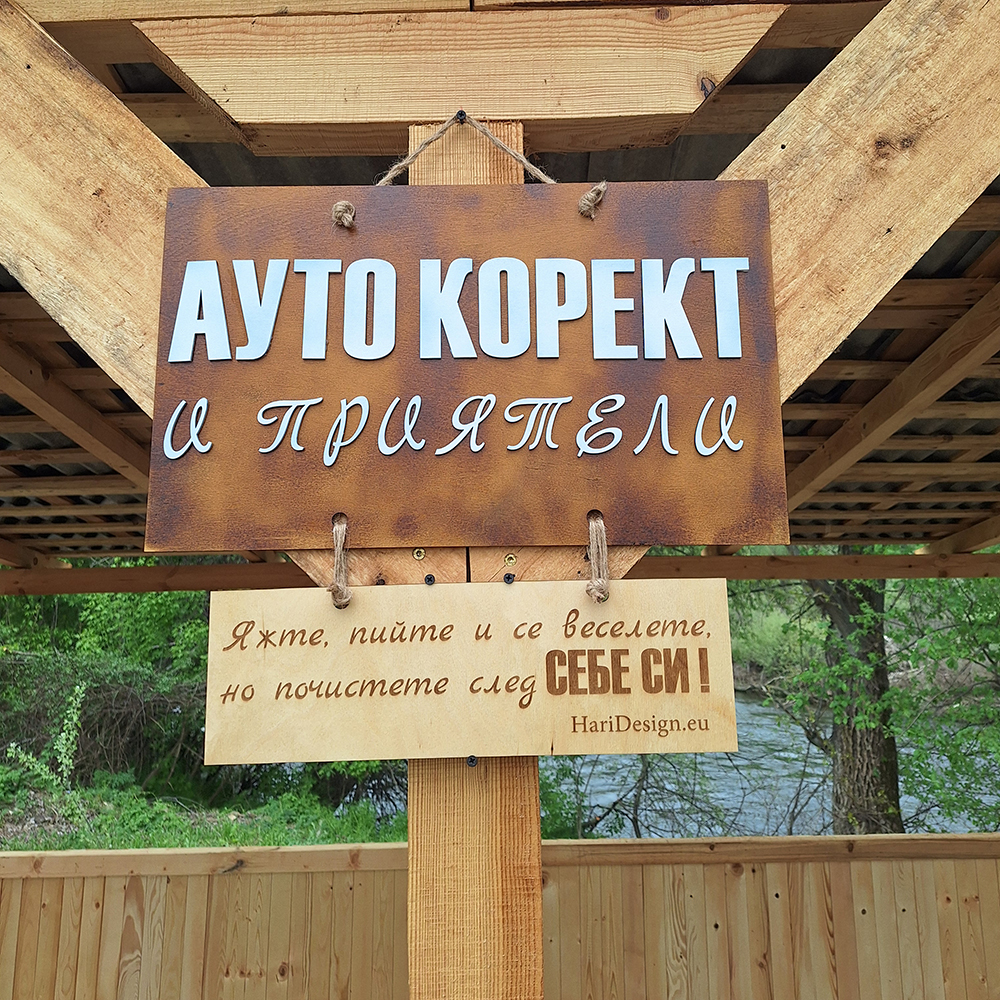 АУТО КОРЕКТ
и приятели
Яжте, пийте и се веселете,
но почистете след СЕБЕ СИ!
HariDesign.eu